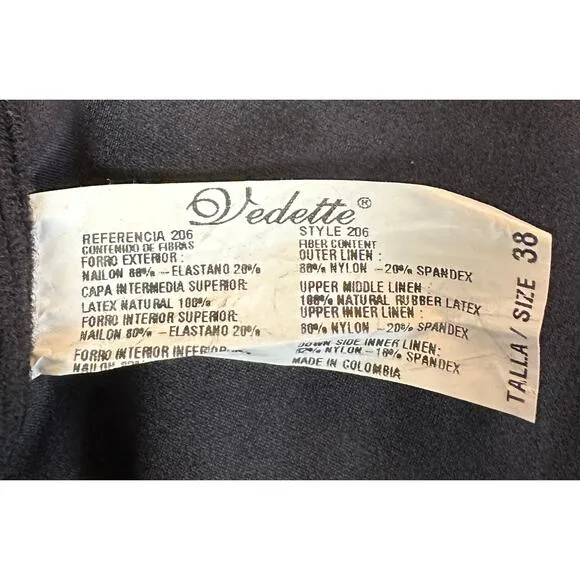 Vedette®
REFERENCIA 206
CONTENIDO DE FIBRAS
FORRO EXTERIOR:
NAILON 80% – ELASTANO 20%
CAPA INTERMEDIA SUPERIOR:
LATEX NATURAL 100%
FORRO INTERIOR SUPERIOR:
NAILON 80% – ELASTANO 20%
FORRO INTERIOR INFERIOR
NAILON
STYLE 206
FIBER CONTENT
OUTER LINEN:
80% NYLON – 20% SPANDEX
UPPER MIDDLE LINEN:
100% NATURAL RUBBER LATEX
UPPER INNER LINEN:
80% NYLON – 20% SPANDEX
DOWN SIDE INNER LINEN:
82% NYLON – 18% SPANDEX
MADE IN COLOMBIA
TALLA / SIZE 38